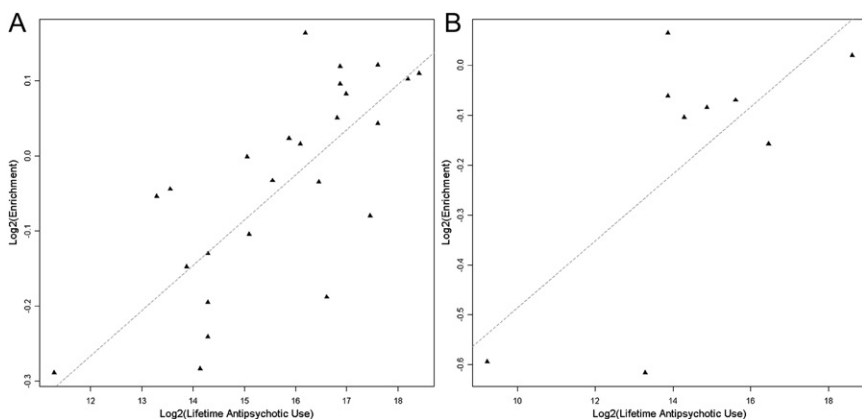 A
B
Log2(Enrichment)
0.1
0.0
-0.1
-0.2
-0.3
12 13 14 15 16 17 18
Log2(Lifetime Antipsychotic Use)
Log2(Enrichment)
0.0
-0.1
-0.2
-0.3
-0.4
-0.5
-0.6
10 12 14 16 18
Log2(Lifetime Antipsychotic Use)